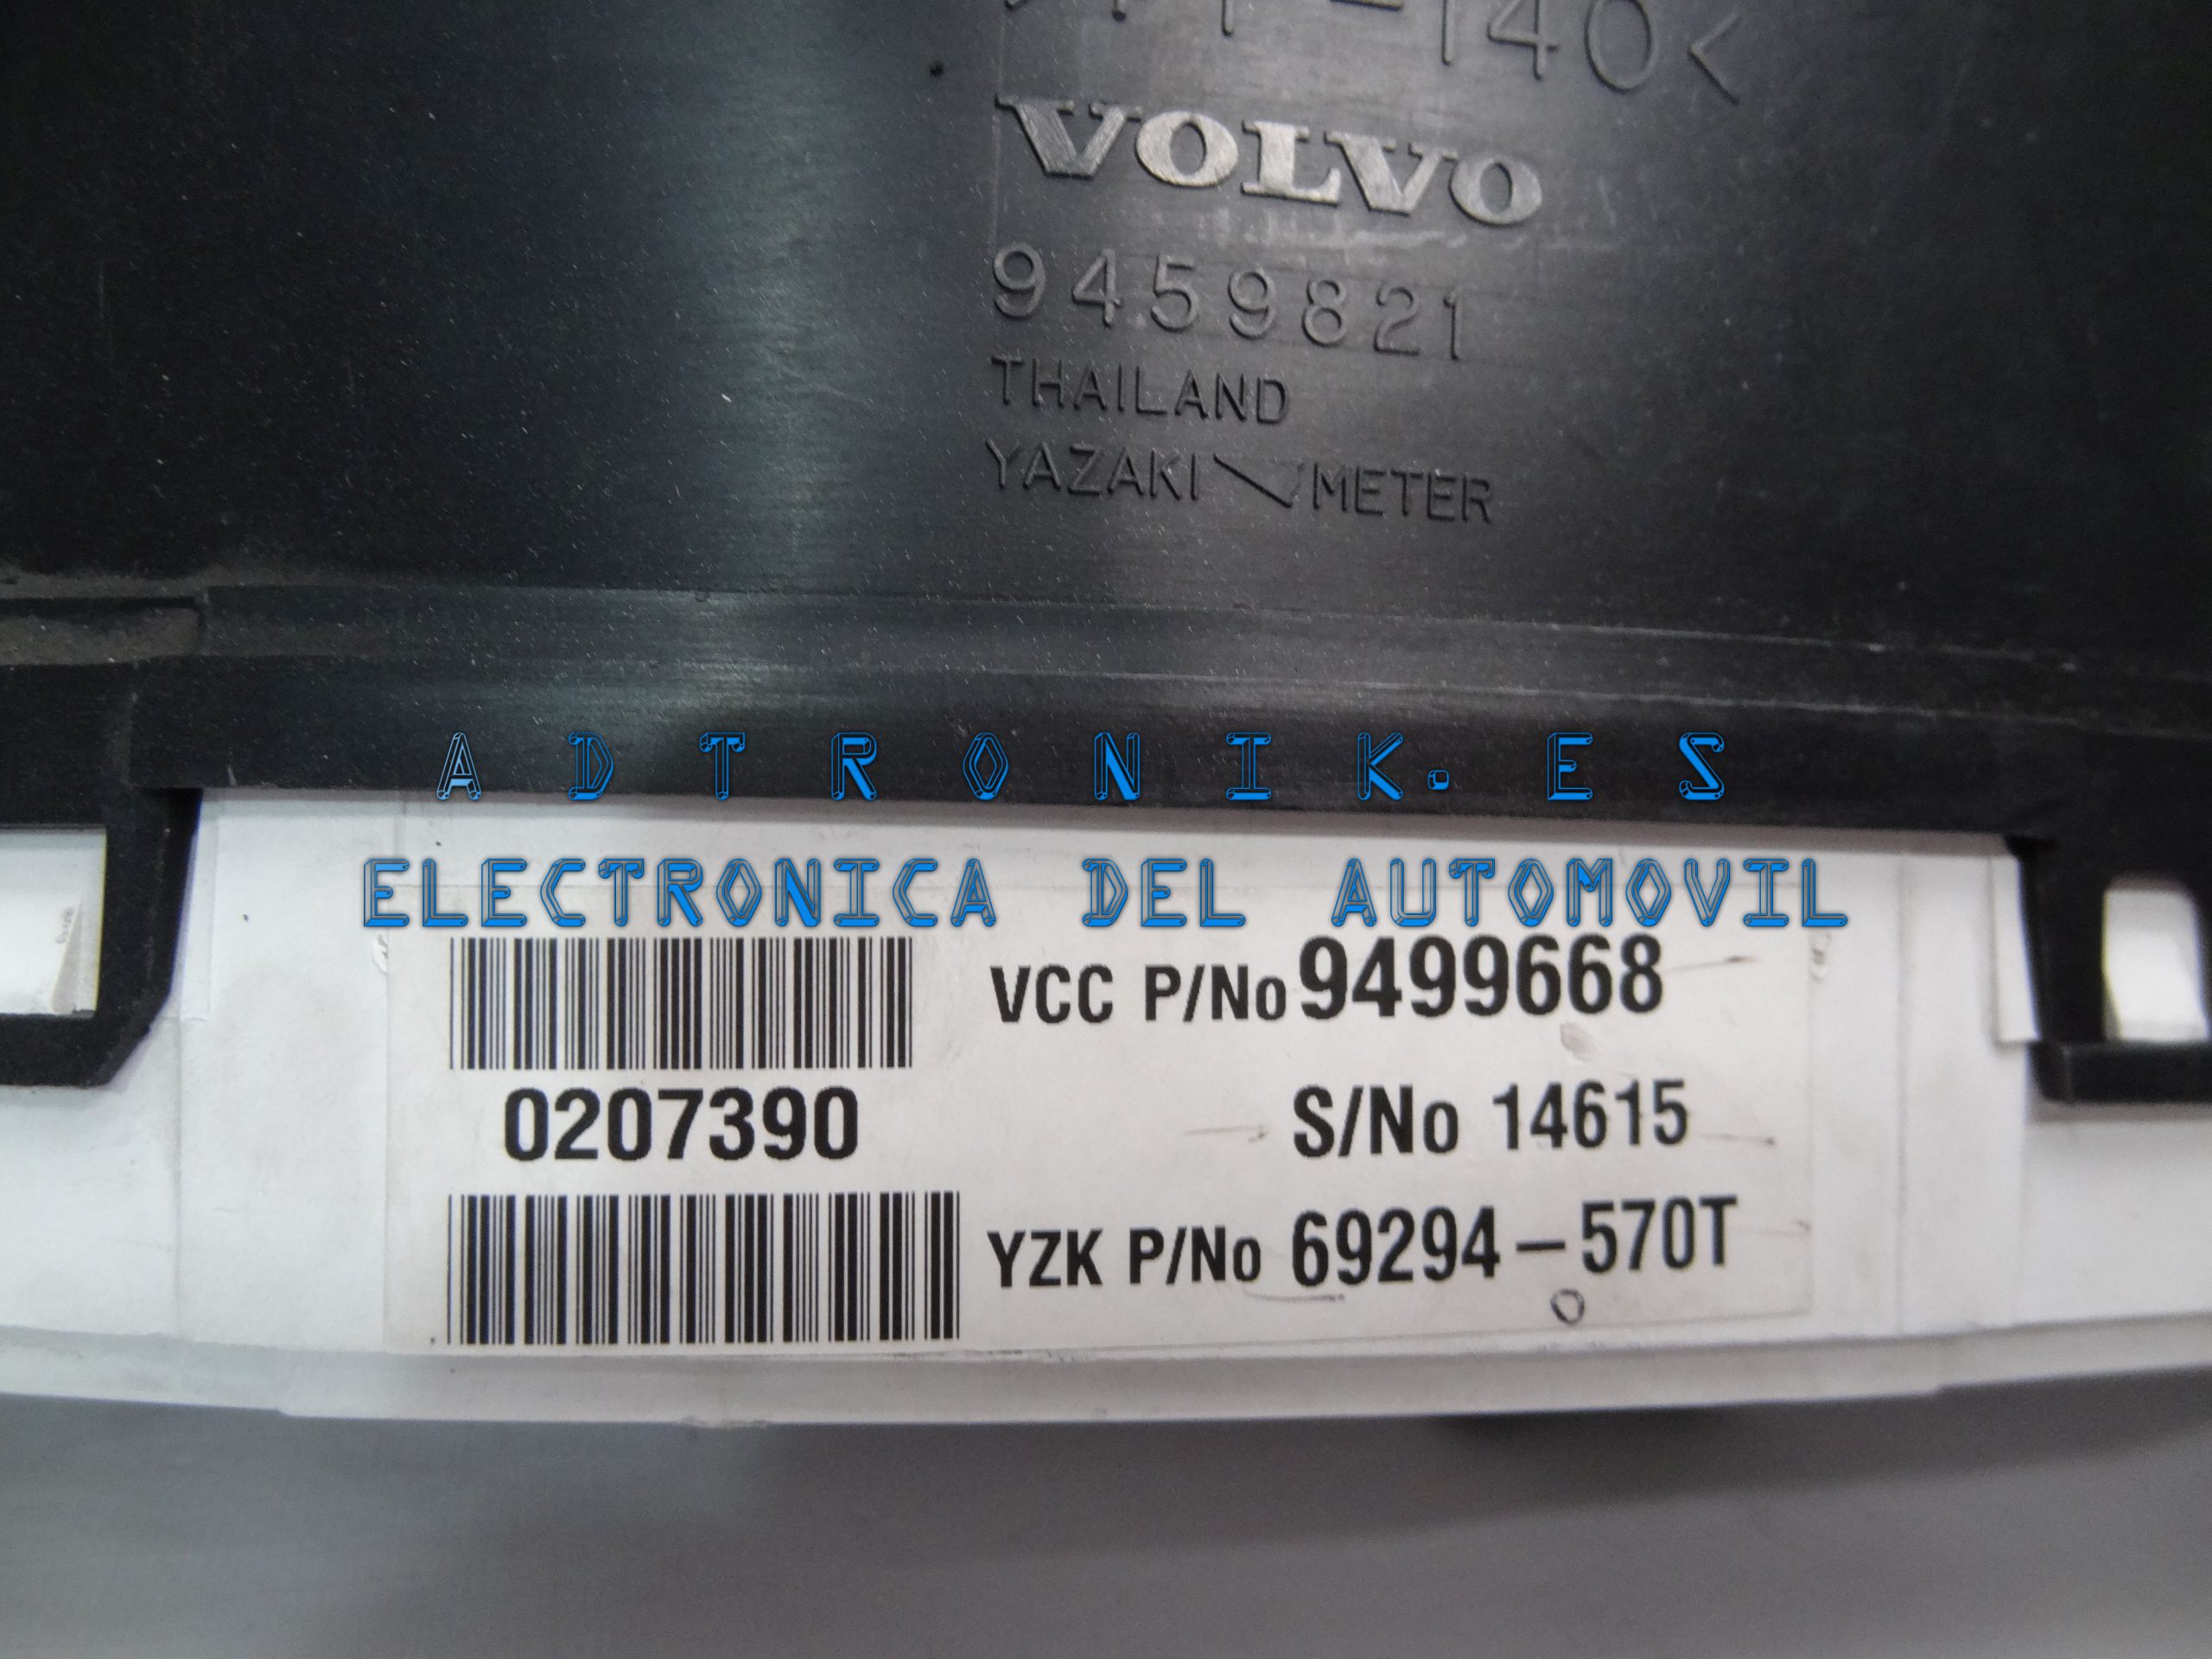 -140<
VOLVO
9459821
THAILAND
YAZAKI METER
ADTRONIK.ES
ELECTRONICA DEL AUTOMOVIL
VCC P/No 9499668
0207390
S/No 14615
YZK P/No 69294-570T